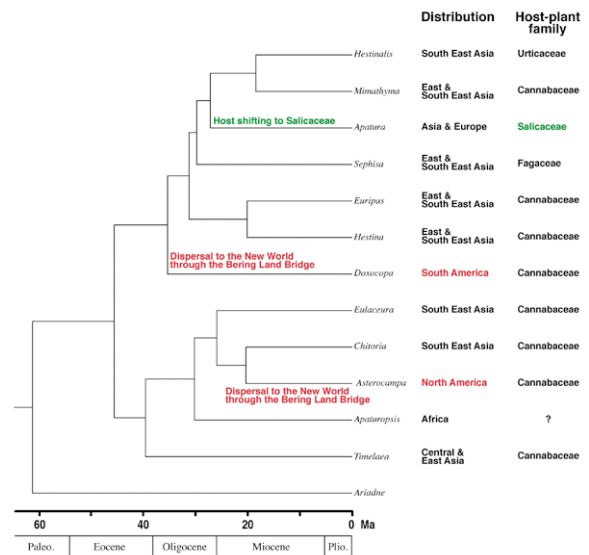 Distribution Host-plant
family
Hestinalis South East Asia Urticaceae
Mimathyma East &
South East Asia Cannabaceae
Host shifting to Salicaceae
Apatura Asia & Europe Salicaceae
Sephisa East &
South East Asia Fagaceae
Euripus East &
South East Asia Cannabaceae
Hestina East &
South East Asia Cannabaceae
Dispersal to the New World
through the Bering Land Bridge
Doxocopa South America Cannabaceae
Eulaceura South East Asia Cannabaceae
Chitoria South East Asia Cannabaceae
Asterocampa North America Cannabaceae
Dispersal to the New World
through the Bering Land Bridge
Apaturopsis Africa ?
Timelaea Central &
East Asia Cannabaceae
Ariadne
60 40 20 0 Ma
Paleo. Eocene Oligocene Miocene Plio.